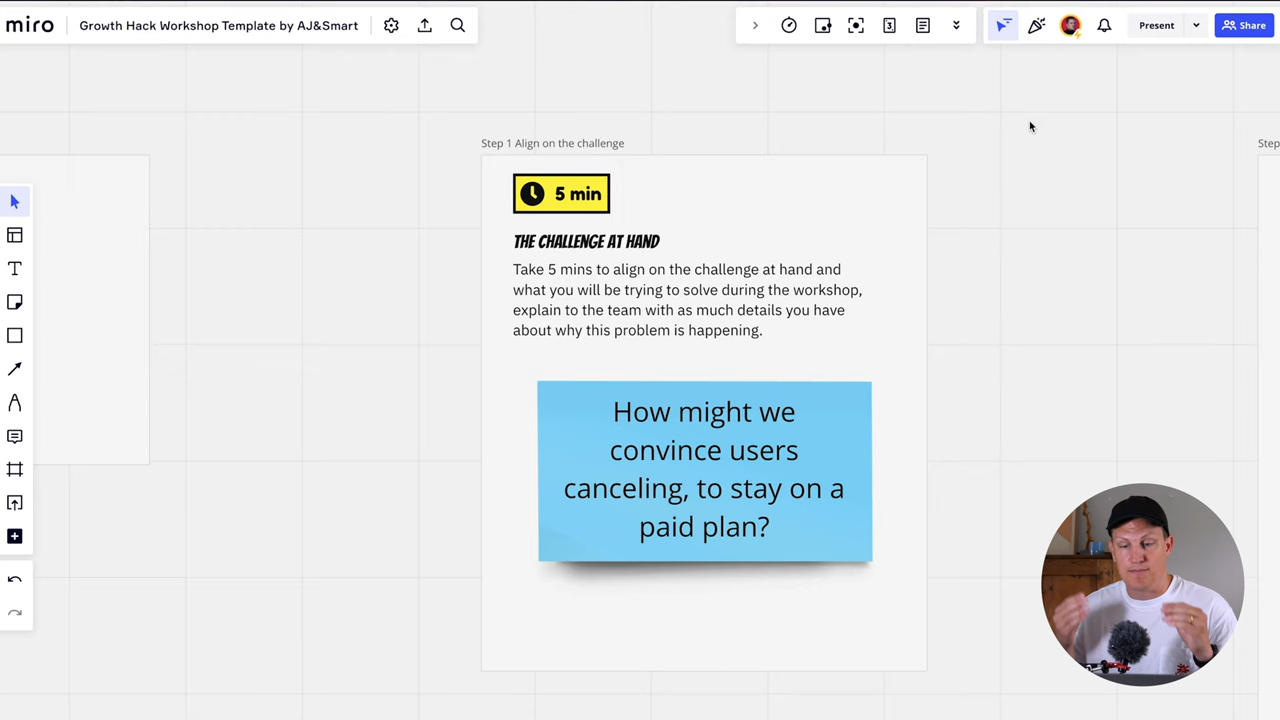 miro
Growth Hack Workshop Template by AJ&Smart
3
Present
Share
Step 1 Align on the challenge
Step
5 min
THE CHALLENGE AT HAND
Take 5 mins to align on the challenge at hand and
what you will be trying to solve during the workshop,
explain to the team with as much details you have
about why this problem is happening.
How might we
convince users
canceling, to stay on a
paid plan?